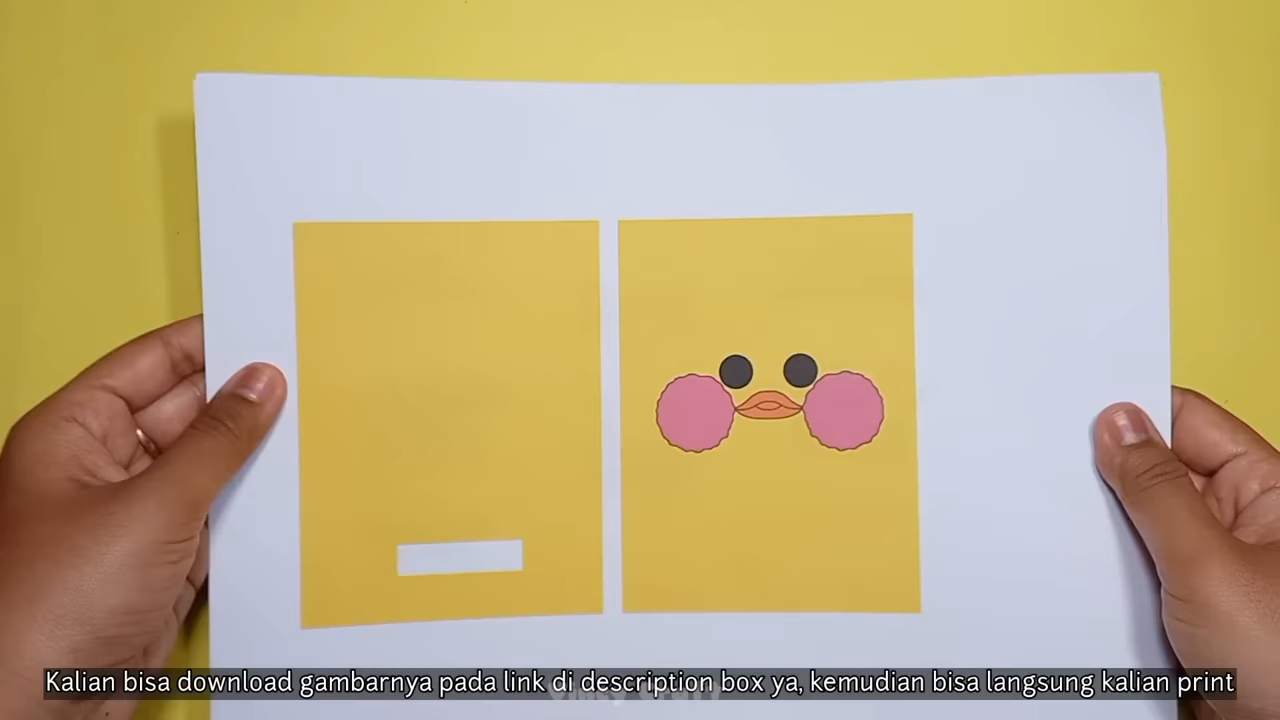 Kalian bisa download gambarnya pada link di description box ya, kemudian bisa langsung kalian print